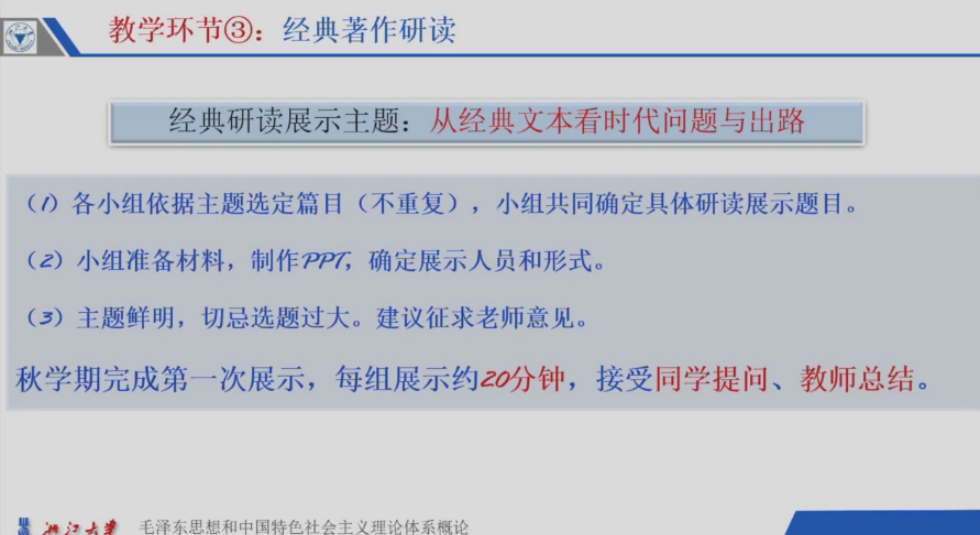 教学环节③：经典著作研读
经典研读展示主题：从经典文本看时代问题与出路
（1）各小组依据主题选定篇目（不重复），小组共同确定具体研读展示题目。
（2）小组准备材料，制作PPT，确定展示人员和形式。
（3）主题鲜明，切忌选题过大。建议征求老师意见。
秋学期完成第一次展示，每组展示约20分钟，接受同学提问、教师总结。
浙江大学 毛泽东思想和中国特色社会主义理论体系概论